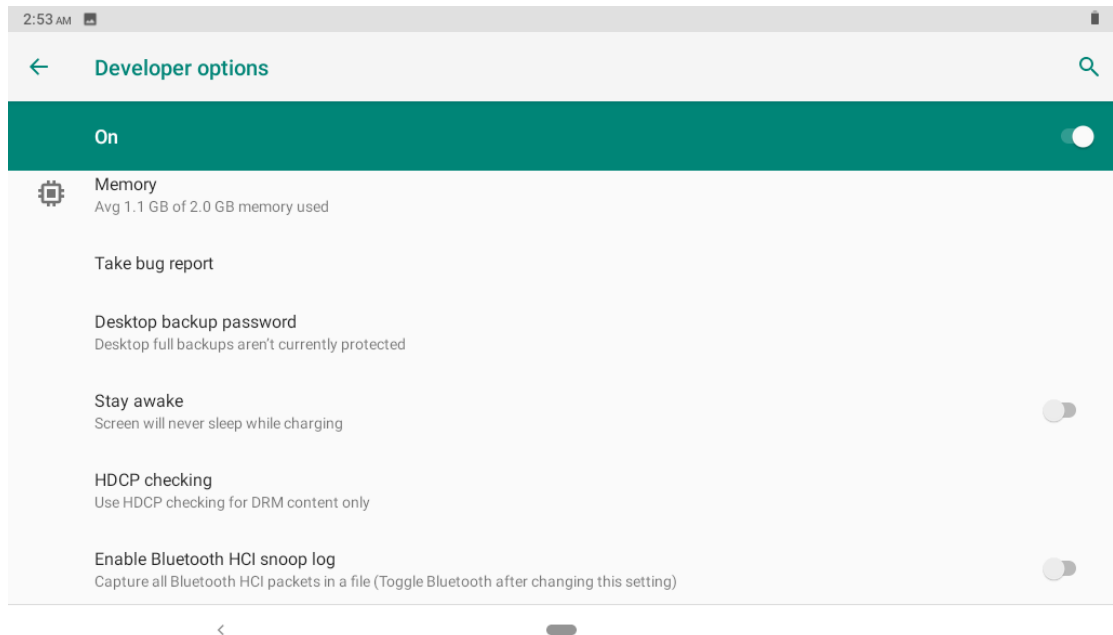 2:53 AM
Developer options
On
Memory
Avg 1.1 GB of 2.0 GB memory used
Take bug report
Desktop backup password
Desktop full backups aren't currently protected
Stay awake
Screen will never sleep while charging
HDCP checking
Use HDCP checking for DRM content only
Enable Bluetooth HCI snoop log
Capture all Bluetooth HCI packets in a file (Toggle Bluetooth after changing this setting)